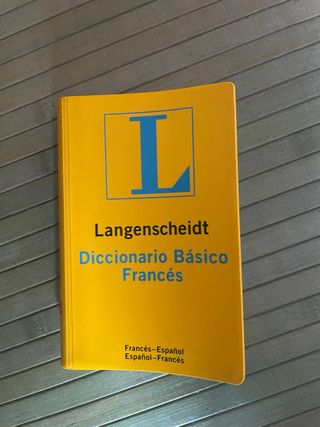 L
Langenscheidt
Diccionario Básico
Francés
Francés–Español
Español–Francés